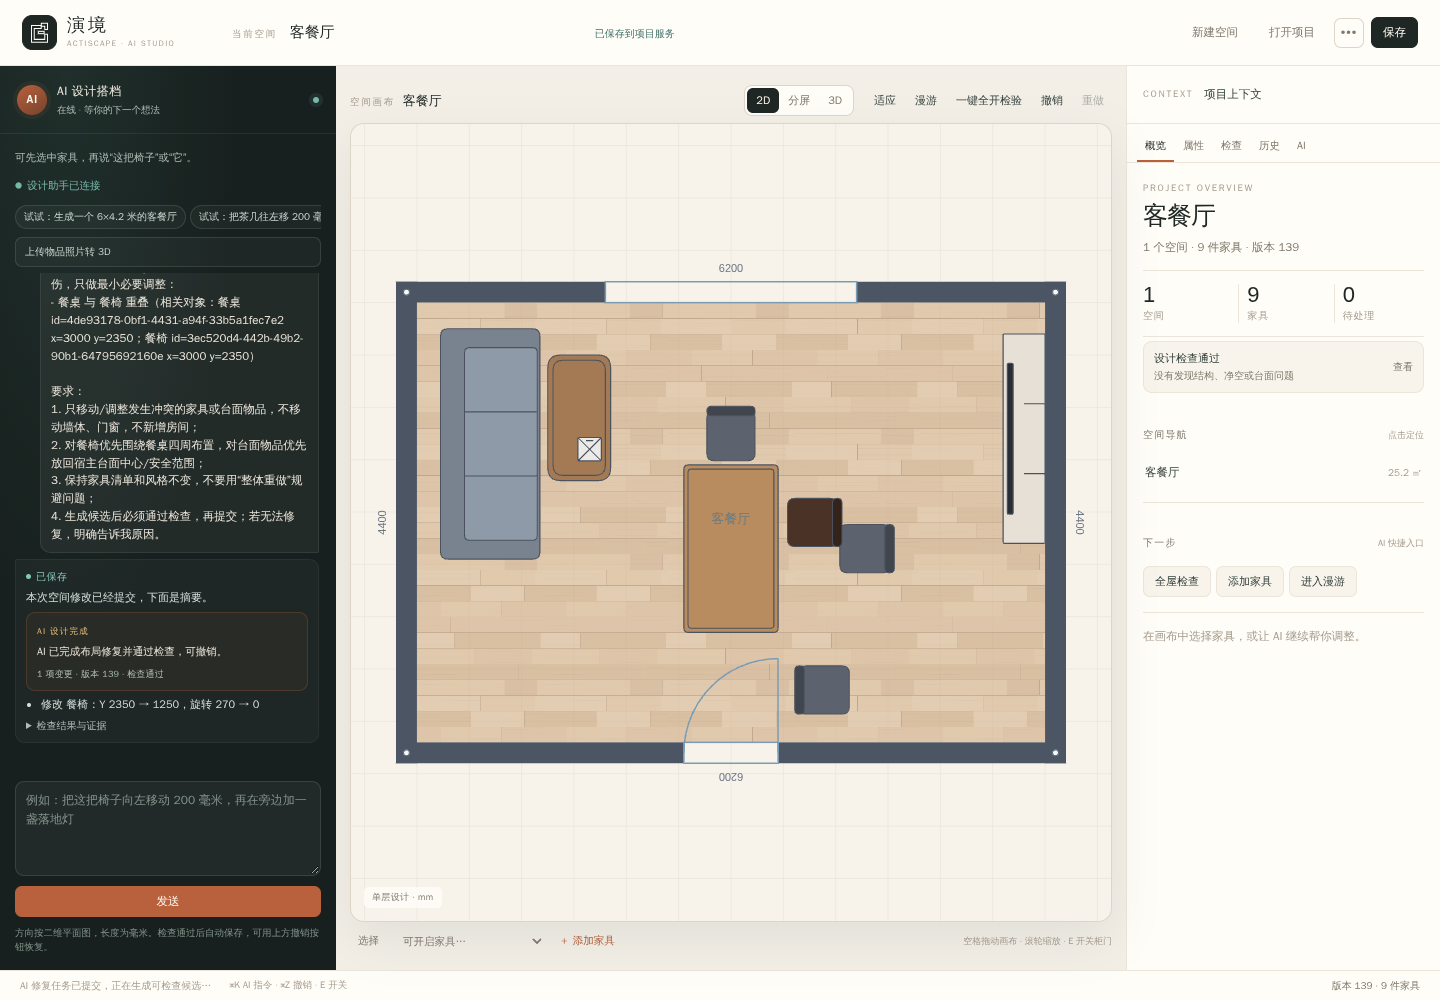 演境
ACTISCAPE · AI STUDIO
当前空间 客餐厅
已保存到项目服务
新建空间 打开项目 ••• 保存
AI
AI 设计搭档
在线 · 等你的下一个想法
可先选中家具，再说“这把椅子”或“它”。
设计助手已连接
试试：生成一个 6×4.2 米的客餐厅
试试：把茶几往左移 200 毫
上传物品照片转 3D
伤，只做最小必要调整：
- 餐桌 与 餐椅 重叠（相关对象：餐桌
id=4de93178-0bf1-4431-a94f-33b5a1fec7e2
x=3000 y=2350；餐椅 id=3ec520d4-442b-49b2-
90b1-64795692160e x=3000 y=2350）
要求：
1. 只移动/调整发生冲突的家具或台面物品，不移
动墙体、门窗，不新增房间；
2. 对餐椅优先围绕餐桌四周布置，对台面物品优先
放回宿主台面中心/安全范围；
3. 保持家具清单和风格不变，不要用“整体重做”规
避问题；
4. 生成候选后必须通过检查，再提交；若无法修
复，明确告诉我原因。
已保存
本次空间修改已经提交，下面是摘要。
AI 设计完成
AI 已完成布局修复并通过检查，可撤销。
1 项变更 · 版本 139 · 检查通过
修改 餐椅：Y 2350 → 1250，旋转 270 → 0
检查结果与证据
例如：把这把椅子向左移动 200 毫米，再在旁边加一
盏落地灯
发送
方向按二维平面图，长度为毫米。检查通过后自动保存，可用上方撤销按
钮恢复。
空间画布 客餐厅
2D 分屏 3D
适应 漫游 一键全开检验 撤销 重做
6200
4400
客餐厅
4400
6200
单层设计 · mm
选择 可开启家具… ＋ 添加家具
空格拖动画布 · 滚轮缩放 · E 开关柜门
CONTEXT 项目上下文
概览 属性 检查 历史 AI
PROJECT OVERVIEW
客餐厅
1 个空间 · 9 件家具 · 版本 139
1 9 0
空间 家具 待处理
设计检查通过
没有发现结构、净空或台面问题
查看
空间导航 点击定位
客餐厅 25.2 ㎡
下一步 AI 快捷入口
全屋检查 添加家具 进入漫游
在画布中选择家具，或让 AI 继续帮你调整。
AI 修复任务已提交，正在生成可检查候选… ⌘K AI 指令 · ⌘Z 撤销 · E 开关
版本 139 · 9 件家具